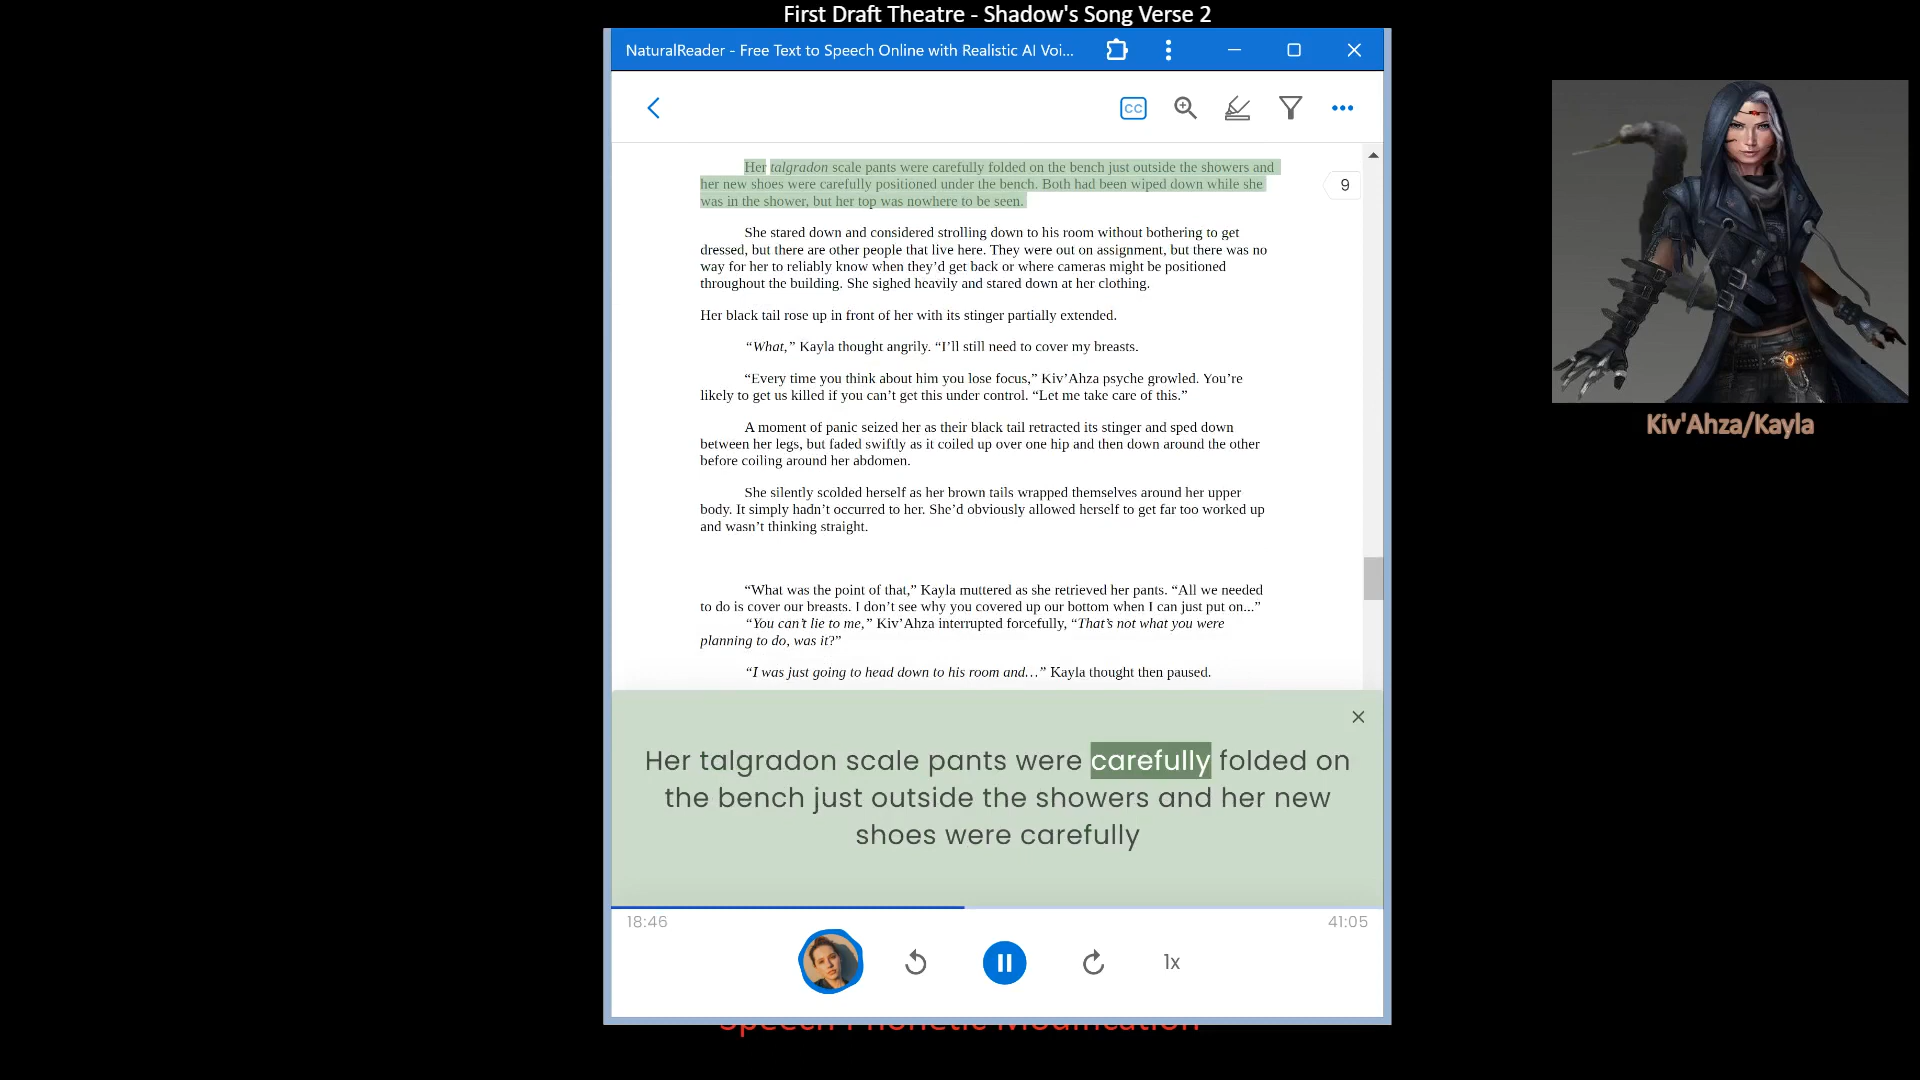 First Draft Theatre - Shadow's Song Verse 2
NaturalReader - Free Text to Speech Online with Realistic AI Voi...
CC
Her talgradon scale pants were carefully folded on the bench just outside the showers and
her new shoes were carefully positioned under the bench. Both had been wiped down while she
was in the shower, but her top was nowhere to be seen.
9
She stared down and considered strolling down to his room without bothering to get
dressed, but there are other people that live here. They were out on assignment, but there was no
way for her to reliably know when they’d get back or where cameras might be positioned
throughout the building. She sighed heavily and stared down at her clothing.
Her black tail rose up in front of her with its stinger partially extended.
“What,” Kayla thought angrily. “I’ll still need to cover my breasts.
“Every time you think about him you lose focus,” Kiv’Ahza psyche growled. You’re
likely to get us killed if you can’t get this under control. “Let me take care of this.”
A moment of panic seized her as their black tail retracted its stinger and sped down
between her legs, but faded swiftly as it coiled up over one hip and then down around the other
before coiling around her abdomen.
She silently scolded herself as her brown tails wrapped themselves around her upper
body. It simply hadn’t occurred to her. She’d obviously allowed herself to get far too worked up
and wasn’t thinking straight.
“What was the point of that,” Kayla muttered as she retrieved her pants. “All we needed
to do is cover our breasts. I don’t see why you covered up our bottom when I can just put on...”
“You can’t lie to me,” Kiv’Ahza interrupted forcefully, “That’s not what you were
planning to do, was it?”
“I was just going to head down to his room and…” Kayla thought then paused.
Her talgradon scale pants were carefully folded on
the bench just outside the showers and her new
shoes were carefully
18:46
41:05
1x
Speech Phonetic Modification
Kiv'Ahza/Kayla